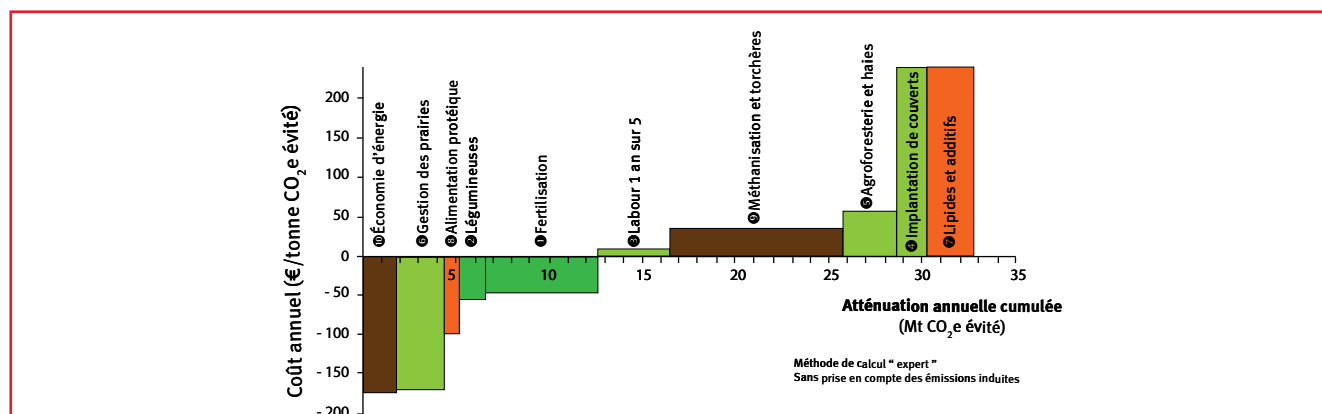 Coût annuel (€/tonne CO₂e évité)
200
150
100
50
0
- 50
- 100
- 150
- 200
❿Économie d’énergie
❻Gestion des prairies
❽Alimentation protéique
❷Légumineuses
❶Fertilisation
❸Labour 1 an sur 5
❾Méthanisation et torchères
❺Agroforesterie et haies
❹Implantation de couverts
❼Lipides et additifs
5
10
15
20
25
30
35
Atténuation annuelle cumulée
(Mt CO₂e évité)
Méthode de calcul “ expert ”
Sans prise en compte des émissions induites